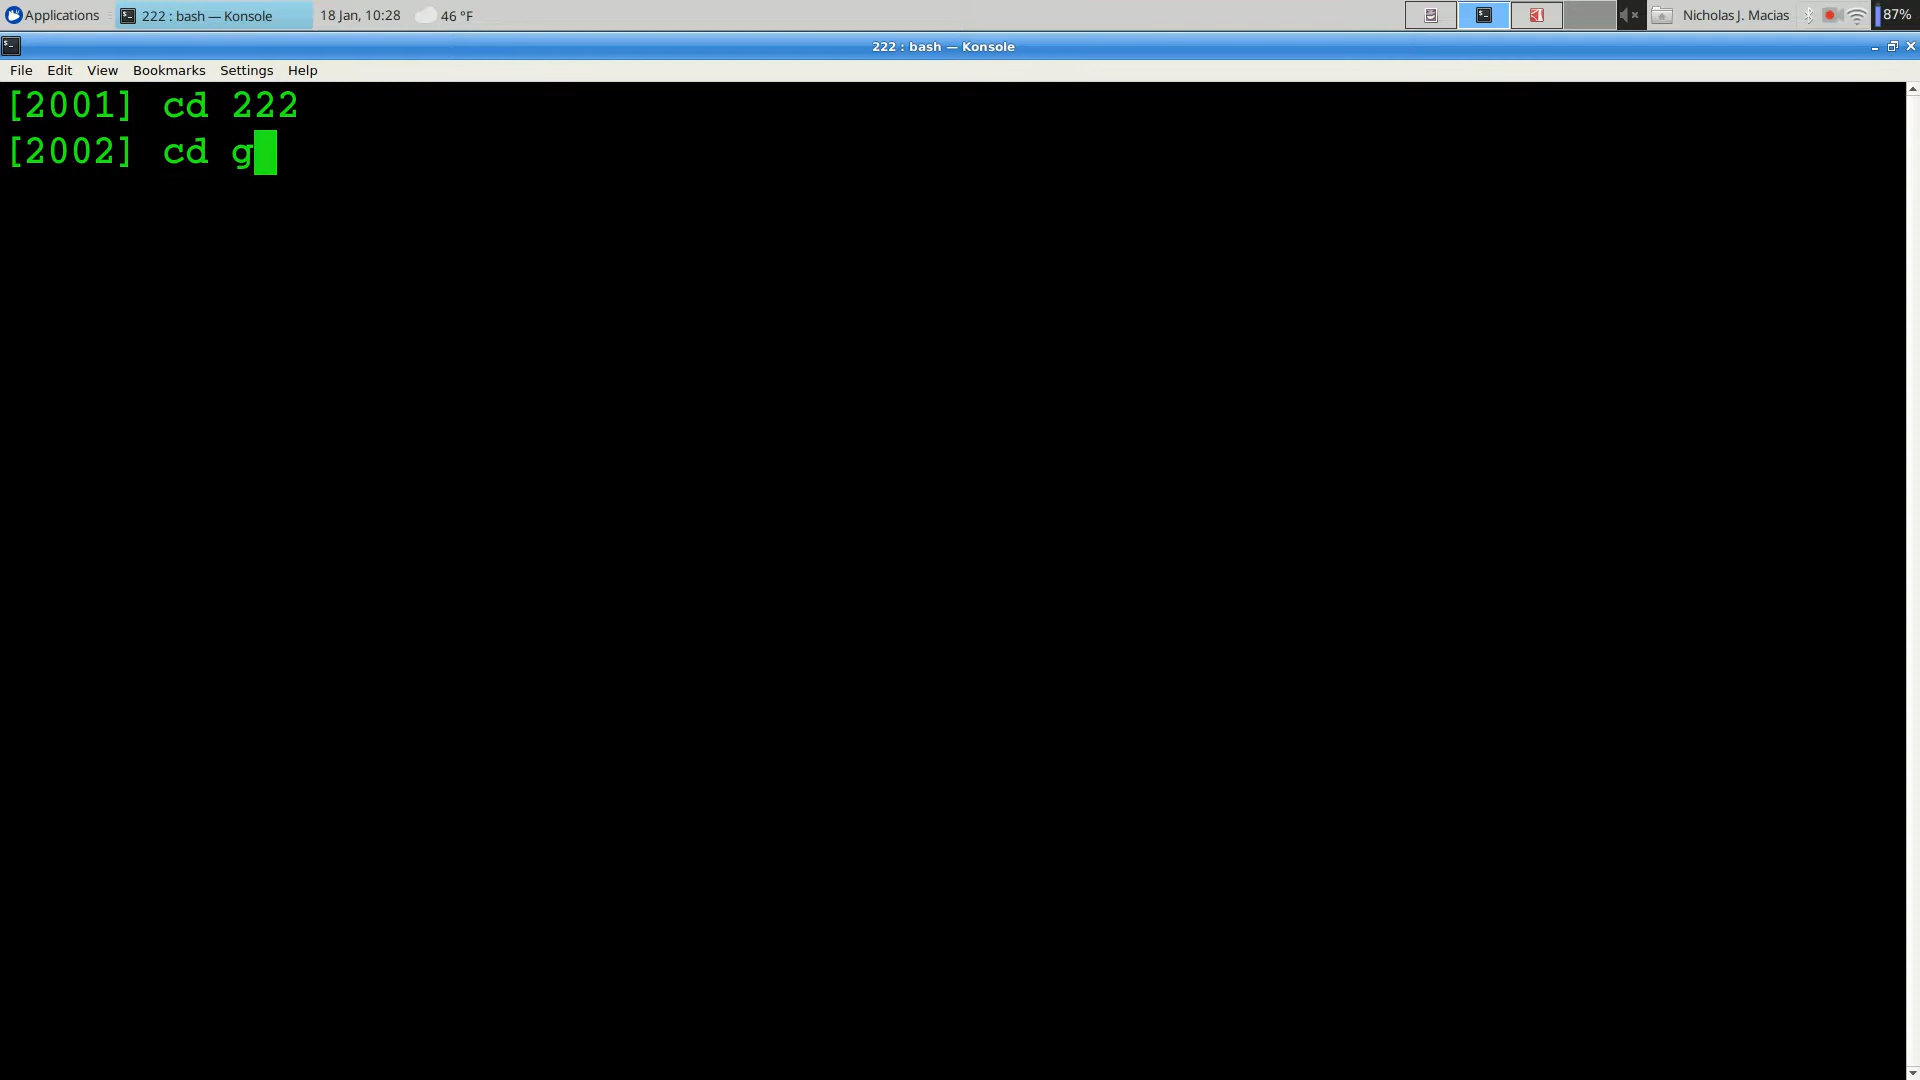 Applications 222 : bash — Konsole 18 Jan, 10:28 46 °F Nicholas J. Macias 87%
222 : bash — Konsole
File Edit View Bookmarks Settings Help
[2001] cd 222
[2002] cd g